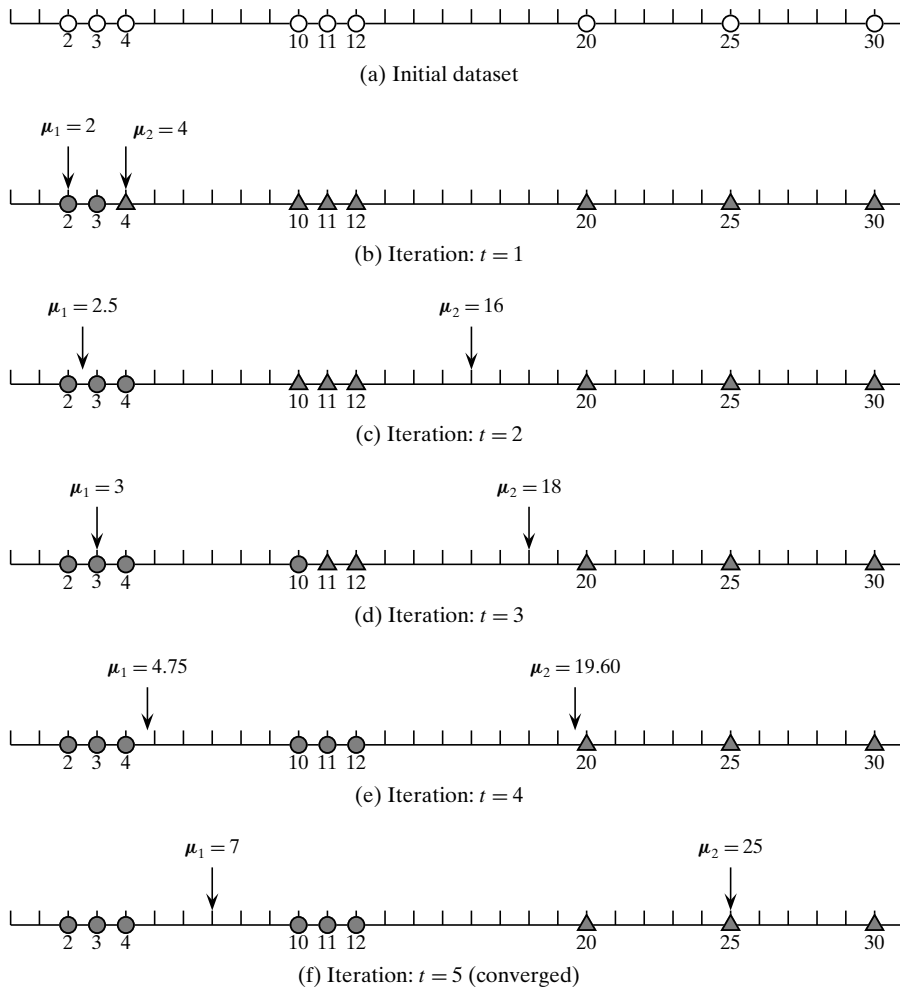 2 3 4 10 11 12 20 25 30
(a) Initial dataset
μ₁ = 2 μ₂ = 4
2 3 4 10 11 12 20 25 30
(b) Iteration: t = 1
μ₁ = 2.5 μ₂ = 16
2 3 4 10 11 12 20 25 30
(c) Iteration: t = 2
μ₁ = 3 μ₂ = 18
2 3 4 10 11 12 20 25 30
(d) Iteration: t = 3
μ₁ = 4.75 μ₂ = 19.60
2 3 4 10 11 12 20 25 30
(e) Iteration: t = 4
μ₁ = 7 μ₂ = 25
2 3 4 10 11 12 20 25 30
(f) Iteration: t = 5 (converged)